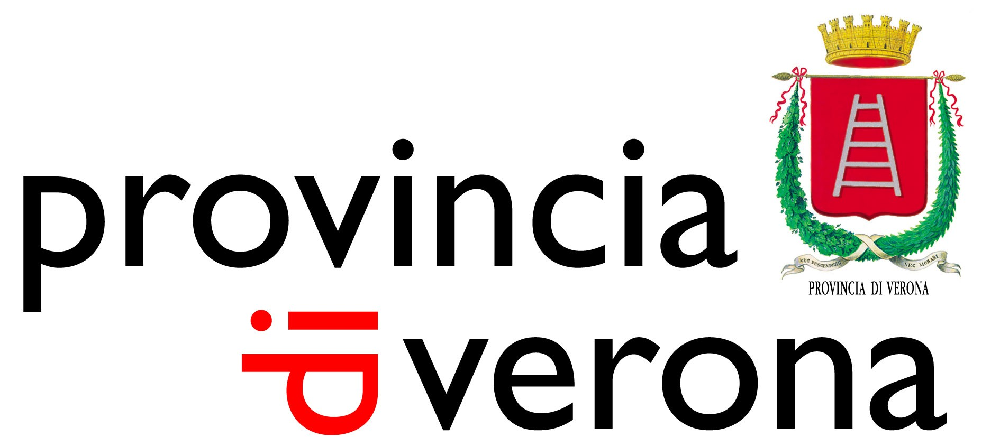 provincia
di verona
NEC DESCENDERE NEC MORARI
PROVINCIA DI VERONA